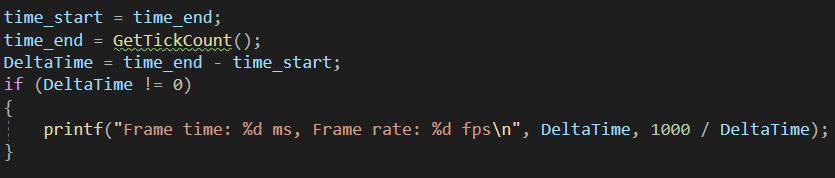 time_start = time_end;
time_end = GetTickCount();
DeltaTime = time_end - time_start;
if (DeltaTime != 0)
{
    printf("Frame time: %d ms, Frame rate: %d fps\n", DeltaTime, 1000 / DeltaTime);
}